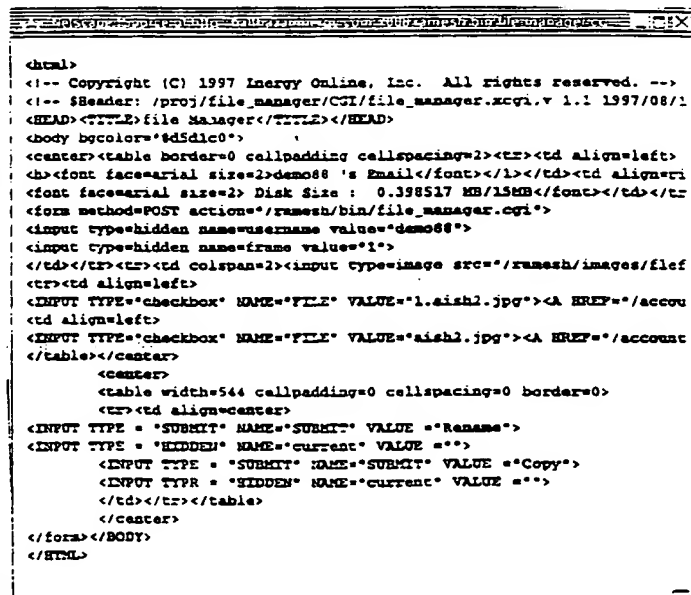 <html>
<!-- Copyright (C) 1997 Inergy Online, Inc. All rights reserved. -->
<!-- $Header: /proj/file_manager/CGI/file_manager.xcgi,v 1.1 1997/08/1
<HEAD><TITLE>file Manager</TITLE></HEAD>
<body bgcolor="#d5d1c0">
<center><table border=0 cellpadding cellspacing=2><tr><td align=left>
<b><font face=arial size=2>demo68 's Email</font></i></td><td align=ri
<font face=arial size=2> Disk Size : 0.398517 MB/15MB</font></td></tr
<form method=POST action="/ramesh/bin/file_manager.cgi">
<input type=hidden name=username value="demo68">
<input type=hidden name=frame value="1">
</td></tr><tr><td colspan=2><input type=image src="/ramesh/images/flef
<tr><td align=left>
<INPUT TYPE="checkbox" NAME="FILE" VALUE="1.aish2.jpg"><A HREF="/accou
<td align=left>
<INPUT TYPE="checkbox" NAME="FILE" VALUE="aish2.jpg"><A HREF="/account
</table></center>
<center>
<table width=544 cellpadding=0 cellspacing=0 border=0>
<tr><td align=center>
<INPUT TYPE = "SUBMIT" NAME="SUBMIT" VALUE ="Rename">
<INPUT TYPE = "HIDDEN" NAME="current" VALUE ="">
<INPUT TYPE = "SUBMIT" NAME="SUBMIT" VALUE ="Copy">
<INPUT TYPR = "HIDDEN" NAME="current" VALUE ="">
</td></tr></table>
</center>
</form></BODY>
</HTML>